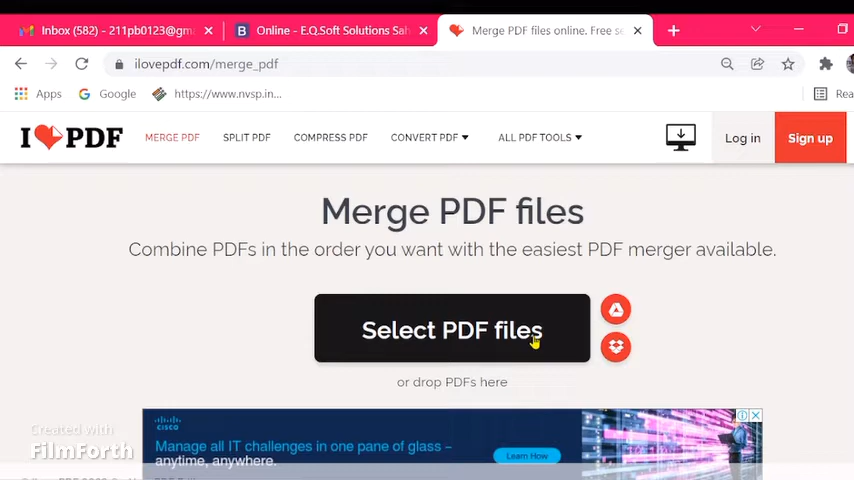 Inbox (582) - 211pb0123@gma
Online - E.Q.Soft Solutions Sah
Merge PDF files online. Free se
ilovepdf.com/merge_pdf
Apps
Google
https://www.nvsp.in...
Rea
I PDF
MERGE PDF
SPLIT PDF
COMPRESS PDF
CONVERT PDF
ALL PDF TOOLS
Log in
Sign up
Merge PDF files
Combine PDFs in the order you want with the easiest PDF merger available.
Select PDF files
or drop PDFs here
CISCO
Manage all IT challenges in one pane of glass –
anytime, anywhere.
Learn How
Created with
FilmForth